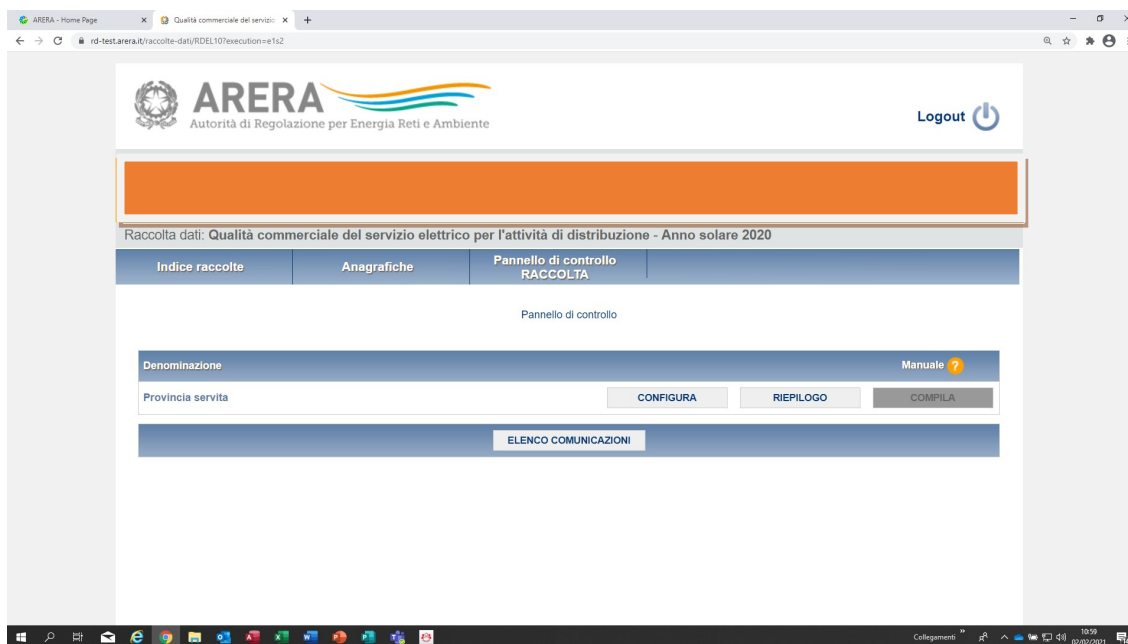 ARERA - Home Page
Qualità commerciale del servizio
rd-test.arera.it/raccolte-dati/RDEL10?execution=e1s2
ARERA
Autorità di Regolazione per Energia Reti e Ambiente
Logout
Raccolta dati: Qualità commerciale del servizio elettrico per l'attività di distribuzione - Anno solare 2020
Indice raccolte
Anagrafiche
Pannello di controllo
RACCOLTA
Pannello di controllo
Denominazione
Manuale ?
Provincia servita
CONFIGURA
RIEPILOGO
COMPILA
ELENCO COMUNICAZIONI
Collegamenti
10:59
02/02/2021